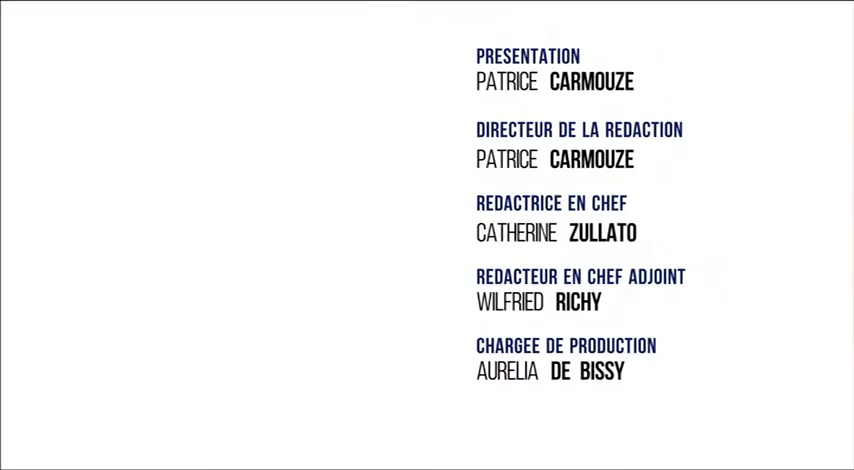 PRESENTATION
PATRICE CARMOUZE
DIRECTEUR DE LA REDACTION
PATRICE CARMOUZE
REDACTRICE EN CHEF
CATHERINE ZULLATO
REDACTEUR EN CHEF ADJOINT
WILFRIED RICHY
CHARGEE DE PRODUCTION
AURELIA DE BISSY